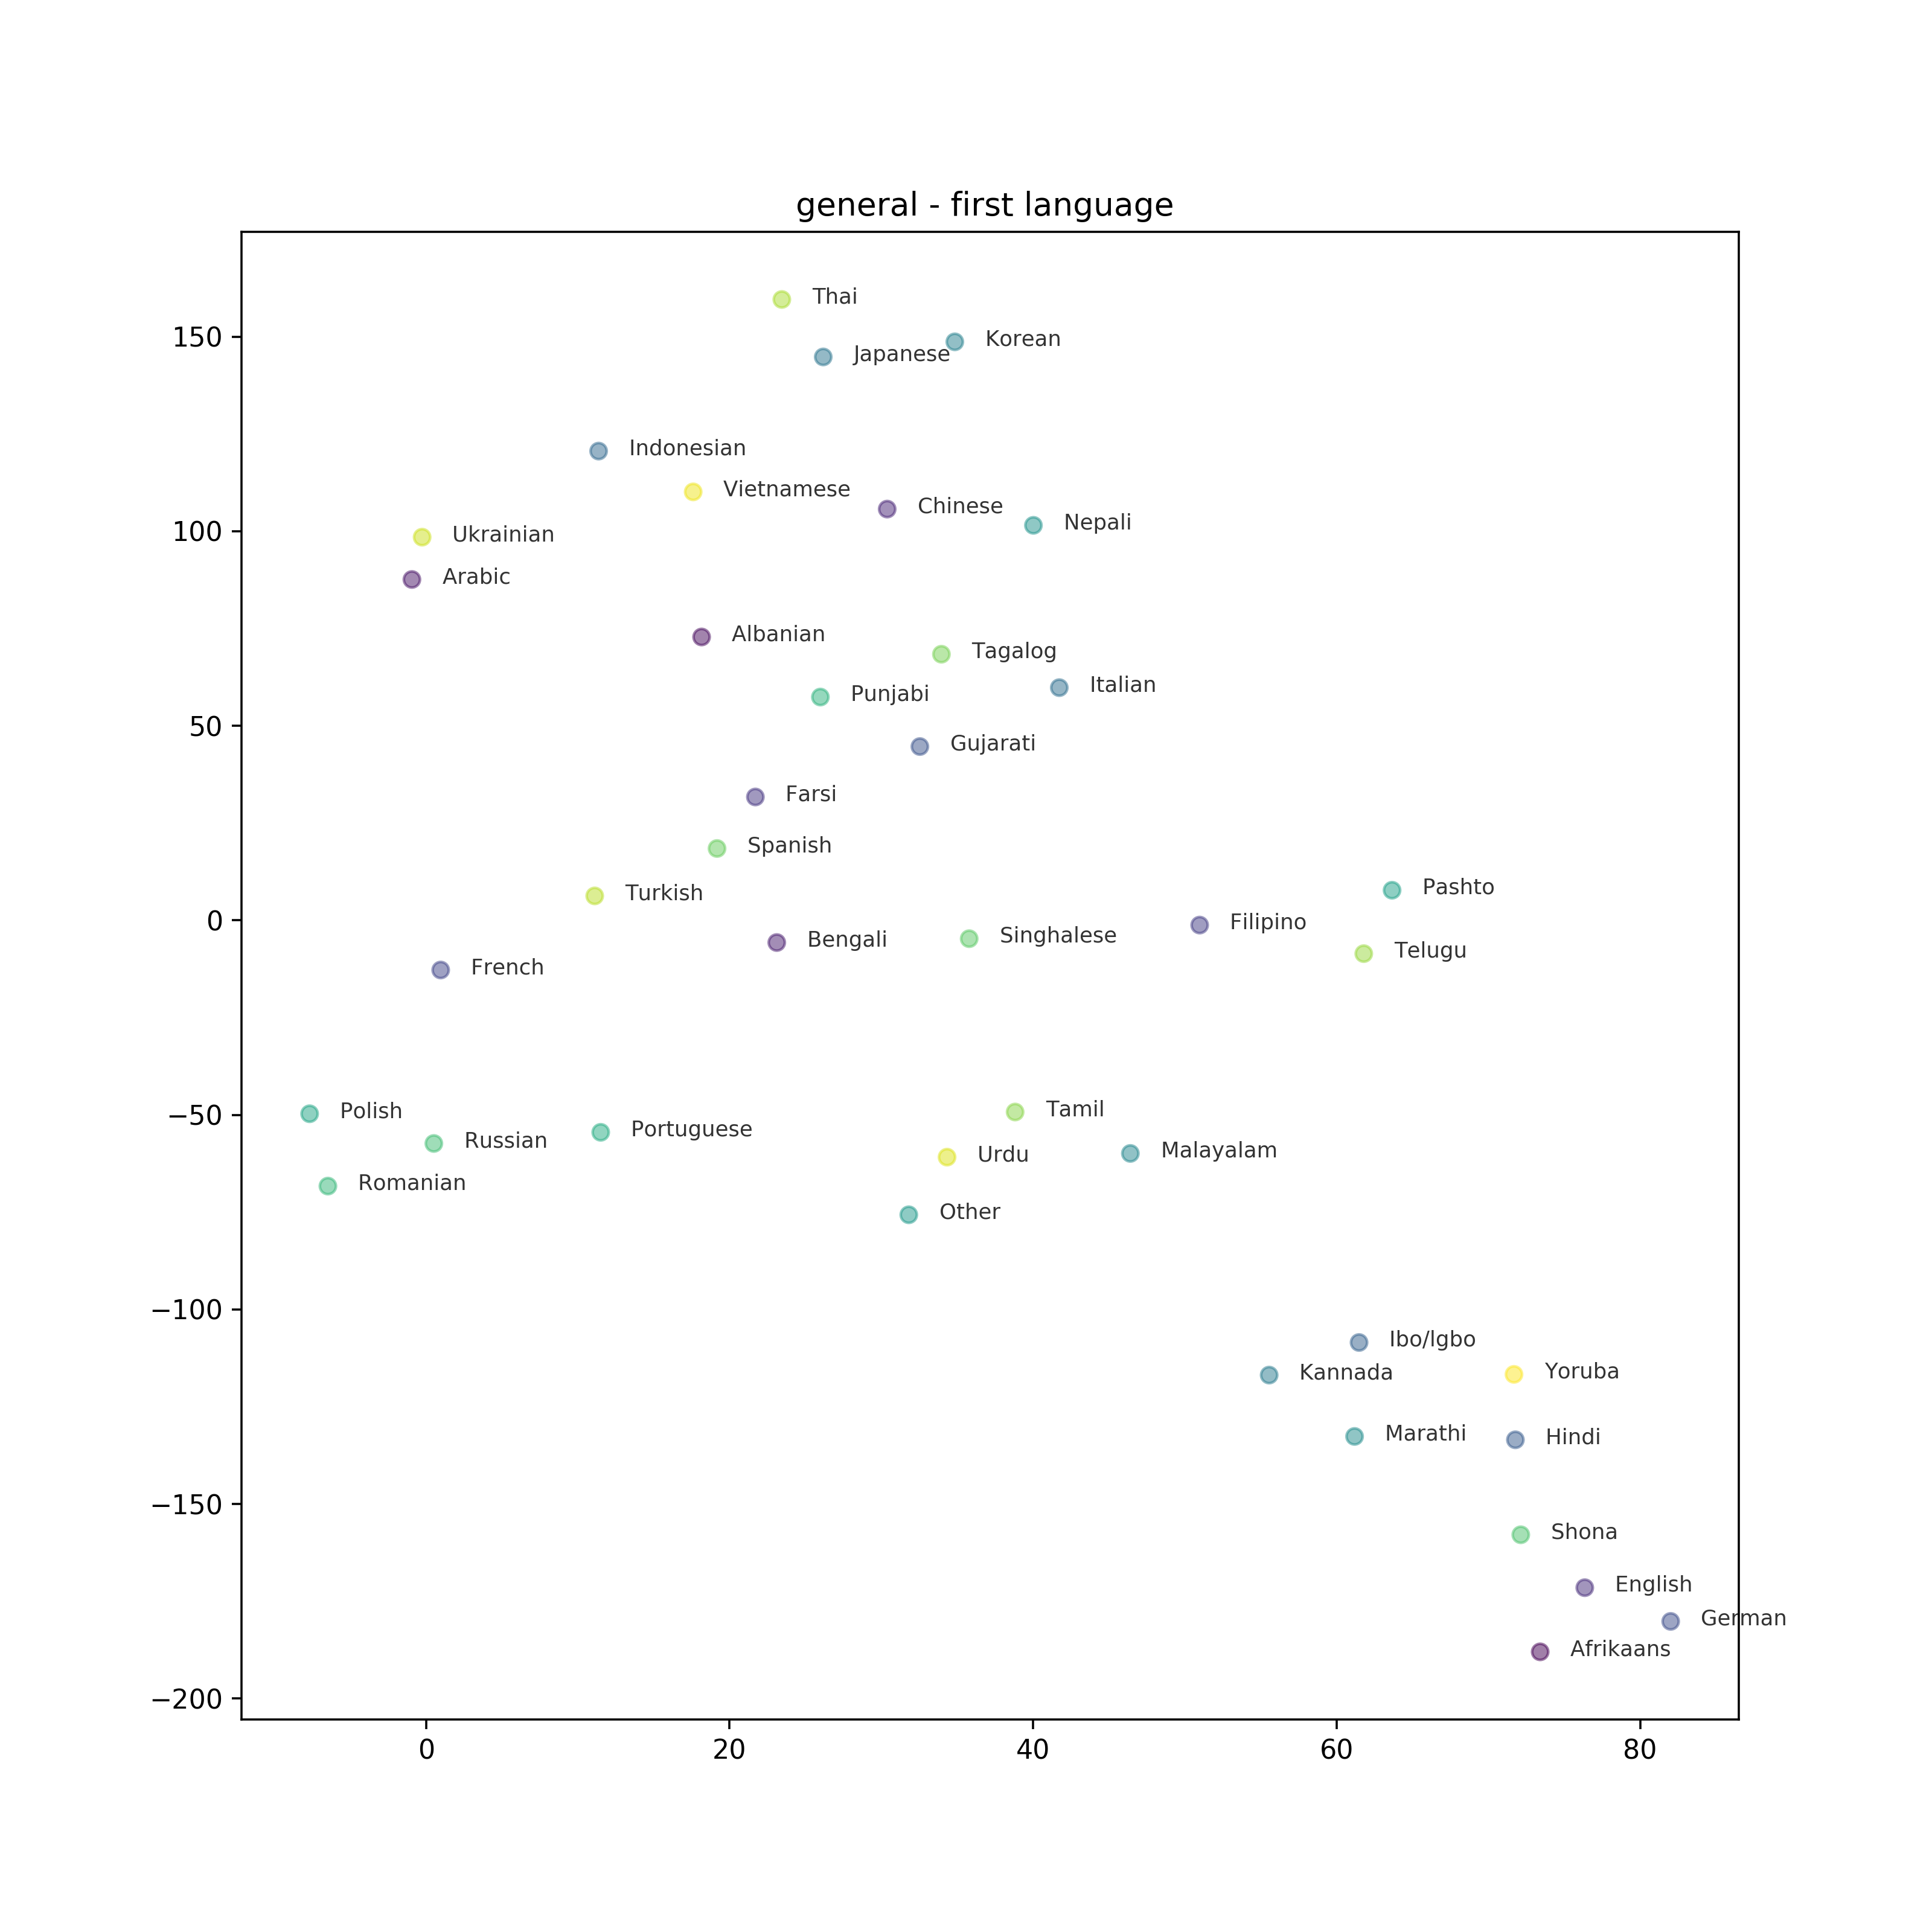 general - first language
Thai
Korean
Japanese
150
Indonesian
Vietnamese
Chinese
Nepali
100
Ukrainian
Arabic
Albanian
Tagalog
Italian
Punjabi
50
Gujarati
Farsi
Spanish
Turkish
Pashto
0
Filipino
Singhalese
Bengali
Telugu
French
−50
Polish
Tamil
Portuguese
Russian
Malayalam
Urdu
Romanian
Other
−100
Ibo/Igbo
Yoruba
Kannada
Marathi
Hindi
−150
Shona
English
German
Afrikaans
−200
0 20 40 60 80